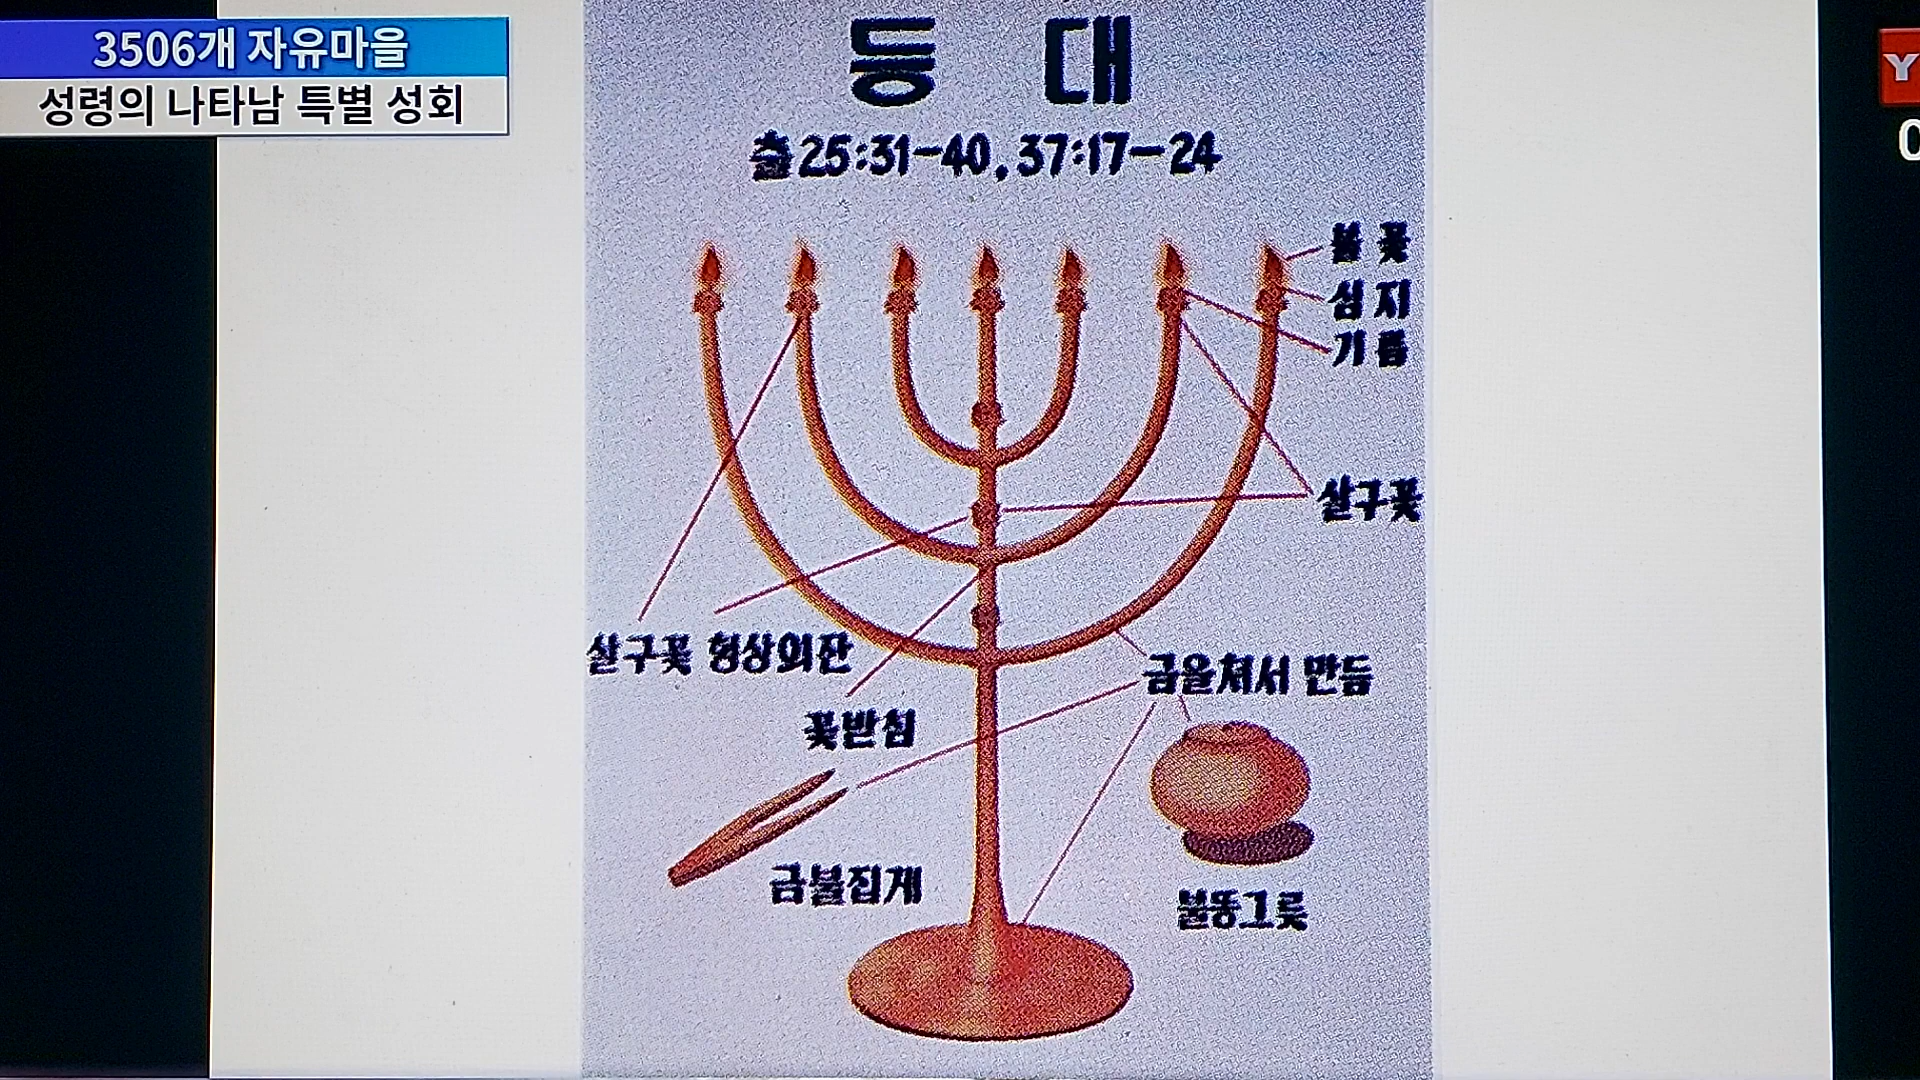 3506개 자유마을
성령의 나타남 특별 성회
Y
0
등 대
출25:31-40, 37:17-24
불 꽃
심 지
기 름
살구꽃
살구꽃 형상의잔
금을쳐서 만듬
꽃받침
금불집게
불똥그릇